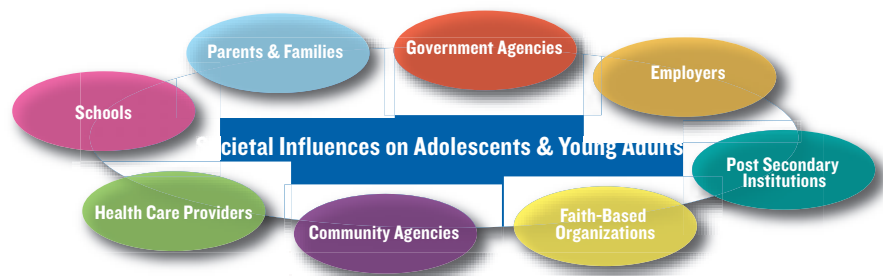 Parents & Families
Government Agencies
Employers
Schools
Societal Influences on Adolescents & Young Adults
Post Secondary
Institutions
Health Care Providers
Community Agencies
Faith-Based
Organizations